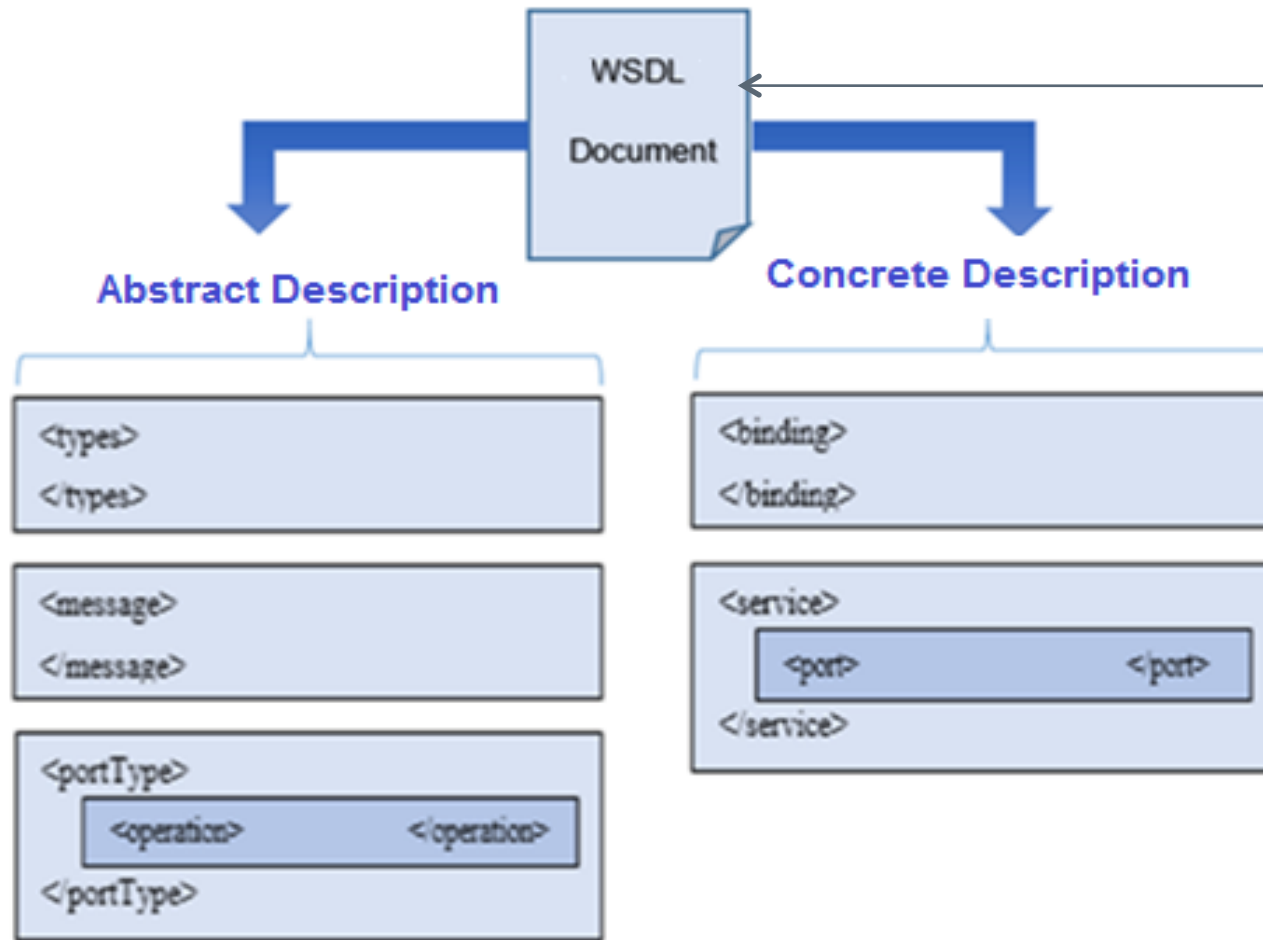 WSDL
Document
Abstract Description
<types>
</types>
<message>
</message>
<portType>
<operation> </operation>
</portType>
Concrete Description
<binding>
</binding>
<service>
<port> </port>
</service>